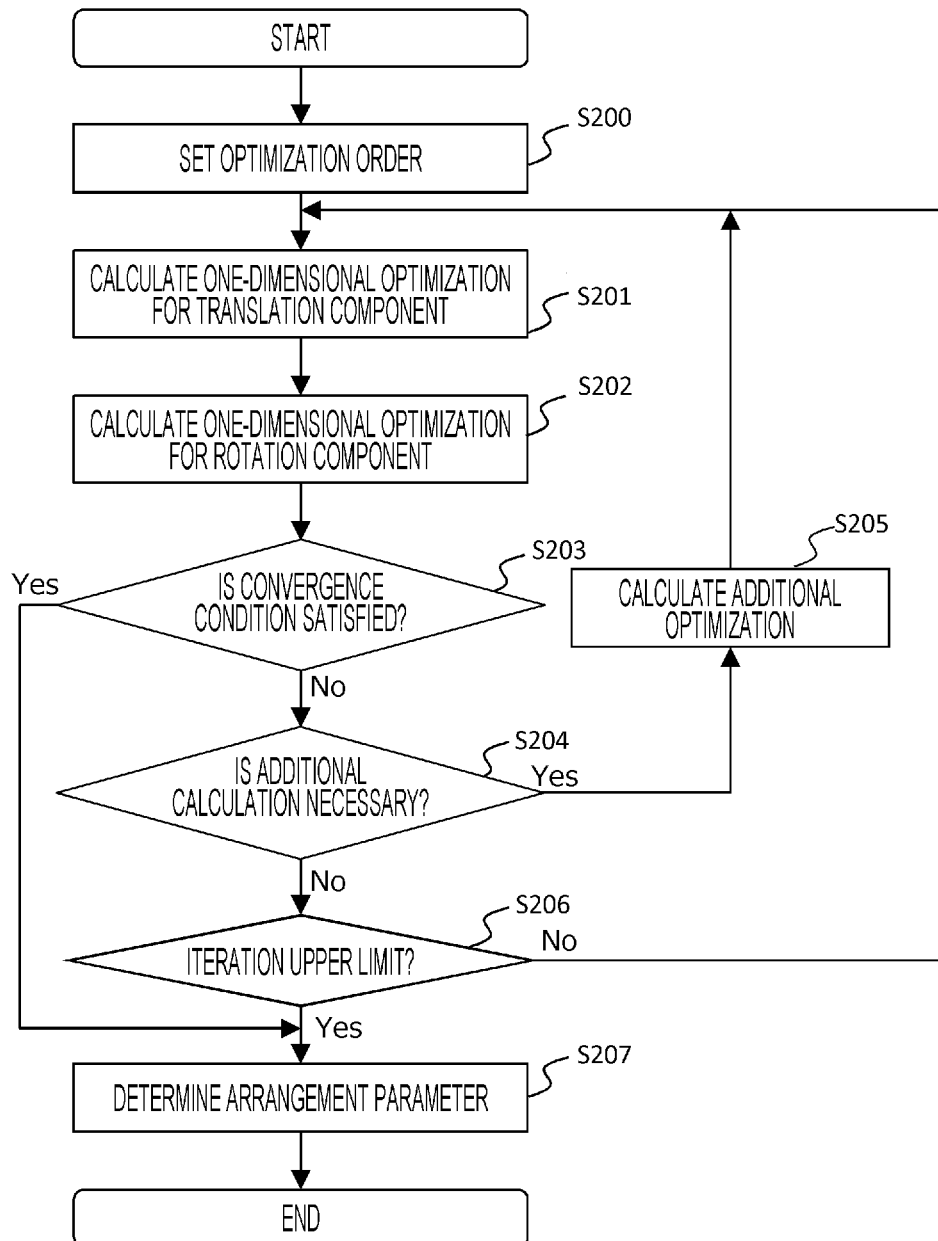 START
S200
SET OPTIMIZATION ORDER
CALCULATE ONE-DIMENSIONAL OPTIMIZATION
FOR TRANSLATION COMPONENT
S201
S202
CALCULATE ONE-DIMENSIONAL OPTIMIZATION
FOR ROTATION COMPONENT
S203
Yes
IS CONVERGENCE
CONDITION SATISFIED?
No
S205
CALCULATE ADDITIONAL
OPTIMIZATION
S204
IS ADDITIONAL
CALCULATION NECESSARY?
Yes
No
S206
ITERATION UPPER LIMIT?
No
Yes
S207
DETERMINE ARRANGEMENT PARAMETER
END